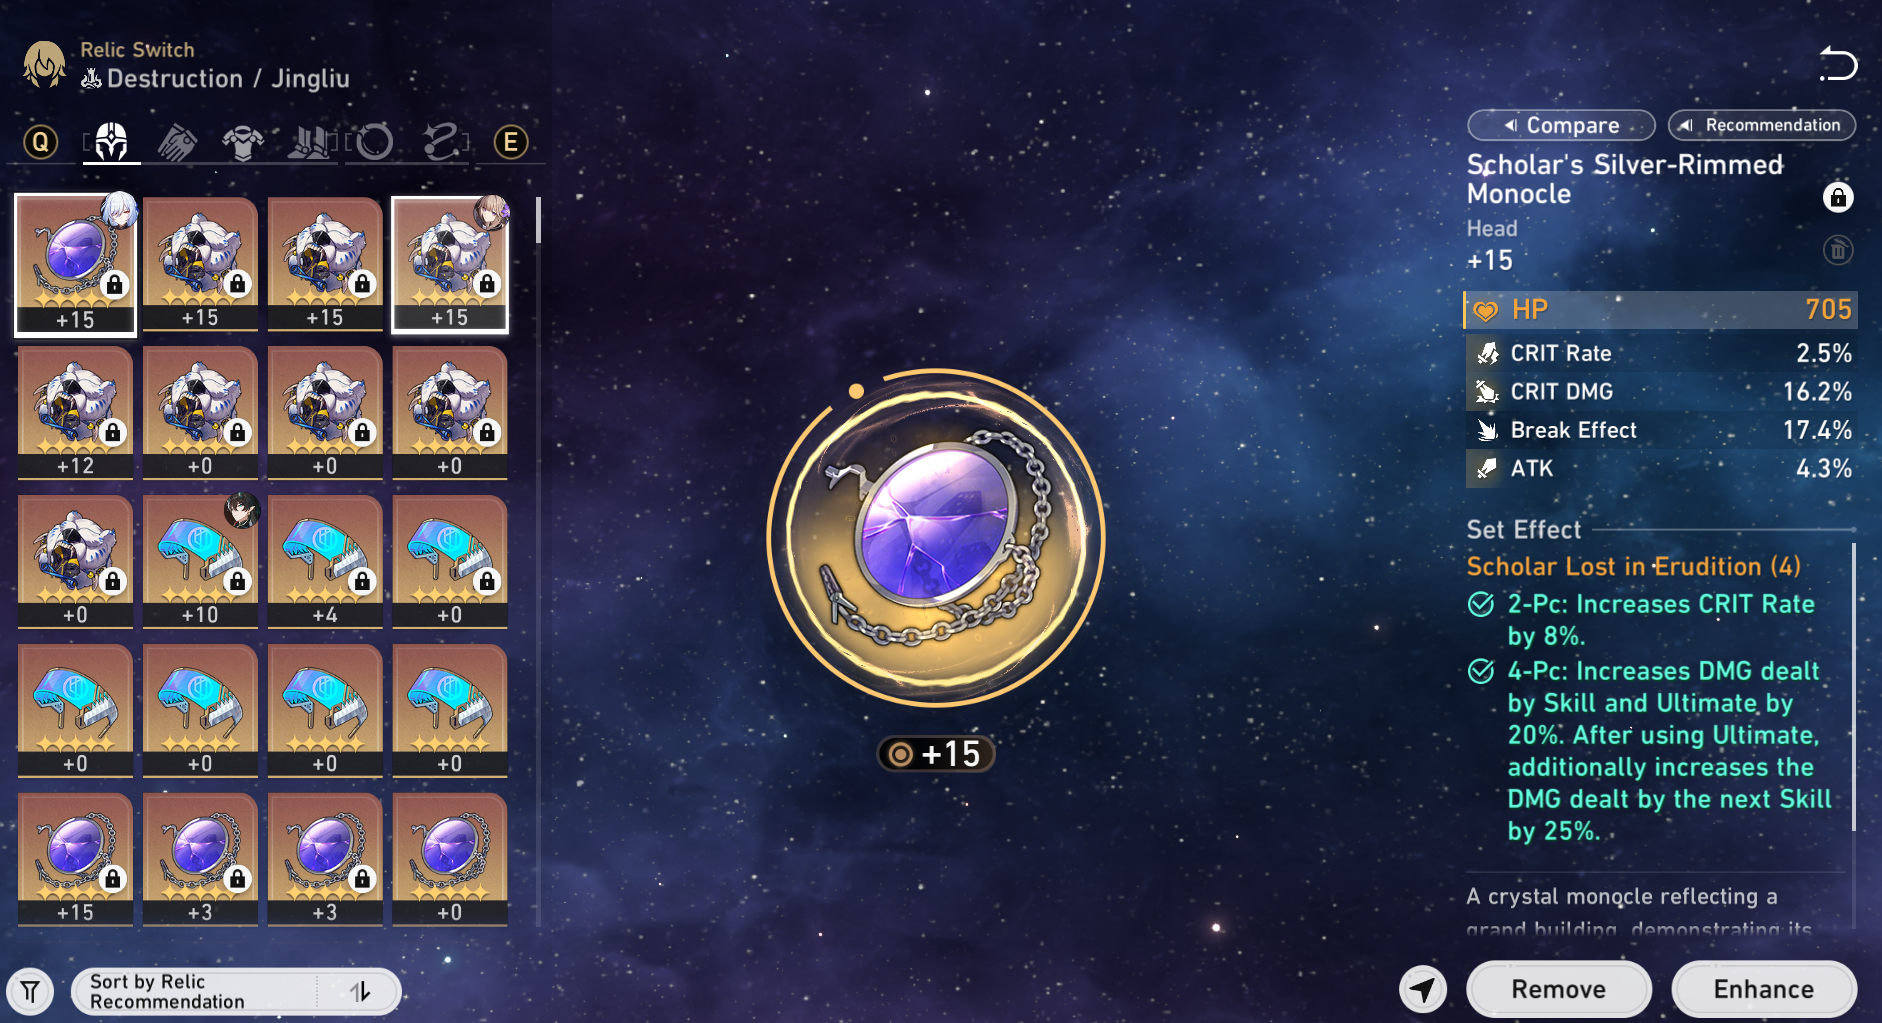 Relic Switch
Destruction / Jingliu
Q
E
+15
+15
+15
+15
+12
+0
+0
+0
+0
+10
+4
+0
+0
+0
+0
+0
+15
+3
+3
+0
Sort by Relic
Recommendation
+15
Compare
Recommendation
Scholar's Silver-Rimmed
Monocle
Head
+15
HP 705
CRIT Rate 2.5%
CRIT DMG 16.2%
Break Effect 17.4%
ATK 4.3%
Set Effect
Scholar Lost in Erudition (4)
2-Pc: Increases CRIT Rate
by 8%.
4-Pc: Increases DMG dealt
by Skill and Ultimate by
20%. After using Ultimate,
additionally increases the
DMG dealt by the next Skill
by 25%.
A crystal monocle reflecting a
grand building, demonstrating its
Remove
Enhance